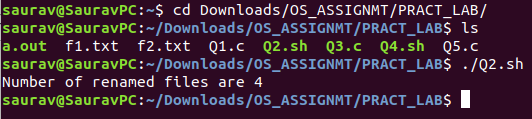 saurav@SauravPC:~$ cd Downloads/OS_ASSIGNMT/PRACT_LAB/
saurav@SauravPC:~/Downloads/OS_ASSIGNMT/PRACT_LAB$ ls
a.out f1.txt f2.txt Q1.c Q2.sh Q3.c Q4.sh Q5.c
saurav@SauravPC:~/Downloads/OS_ASSIGNMT/PRACT_LAB$ ./Q2.sh
Number of renamed files are 4
saurav@SauravPC:~/Downloads/OS_ASSIGNMT/PRACT_LAB$